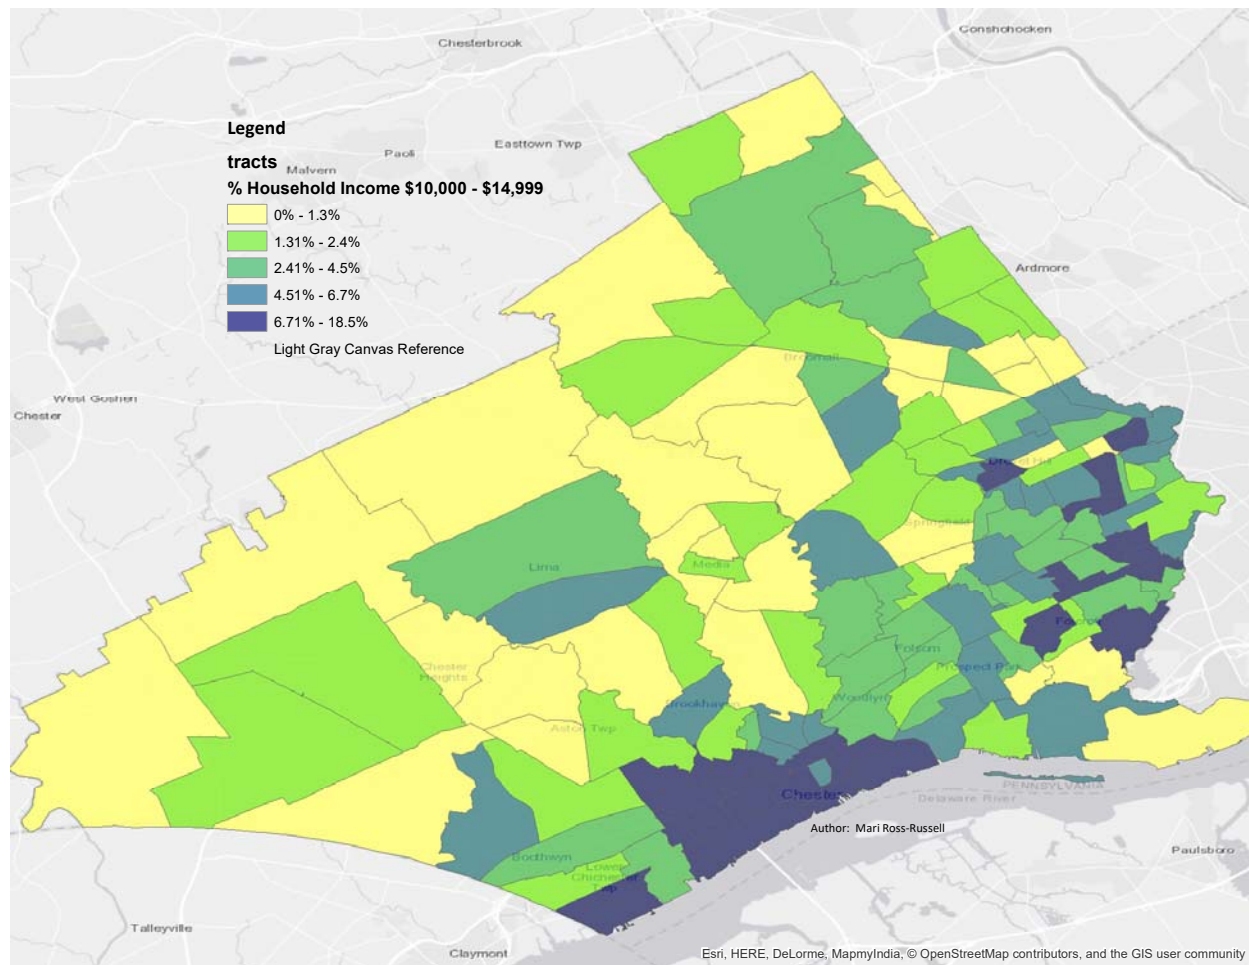 Conshohocken
Chesterbrook
Legend
Easttown Twp
Paoli
tracts
Malvern
% Household Income $10,000 - $14,999
0% - 1.3%
1.31% - 2.4%
2.41% - 4.5%
Ardmore
4.51% - 6.7%
6.71% - 18.5%
Light Gray Canvas Reference
Broomall
West Goshen
Chester
Drexel Hill
Springfield
Media
Lima
Folcroft
Folsom
Chester
Heights
Prospect Park
Woodlyn
Brookhaven
Aston Twp
PENNSYLVANIA
Chester
Delaware River
Author: Mari Ross-Russell
Paulsboro
Boothwyn
Lower
Chichester
Twp
Talleyville
Claymont
Esri, HERE, DeLorme, MapmyIndia, © OpenStreetMap contributors, and the GIS user community